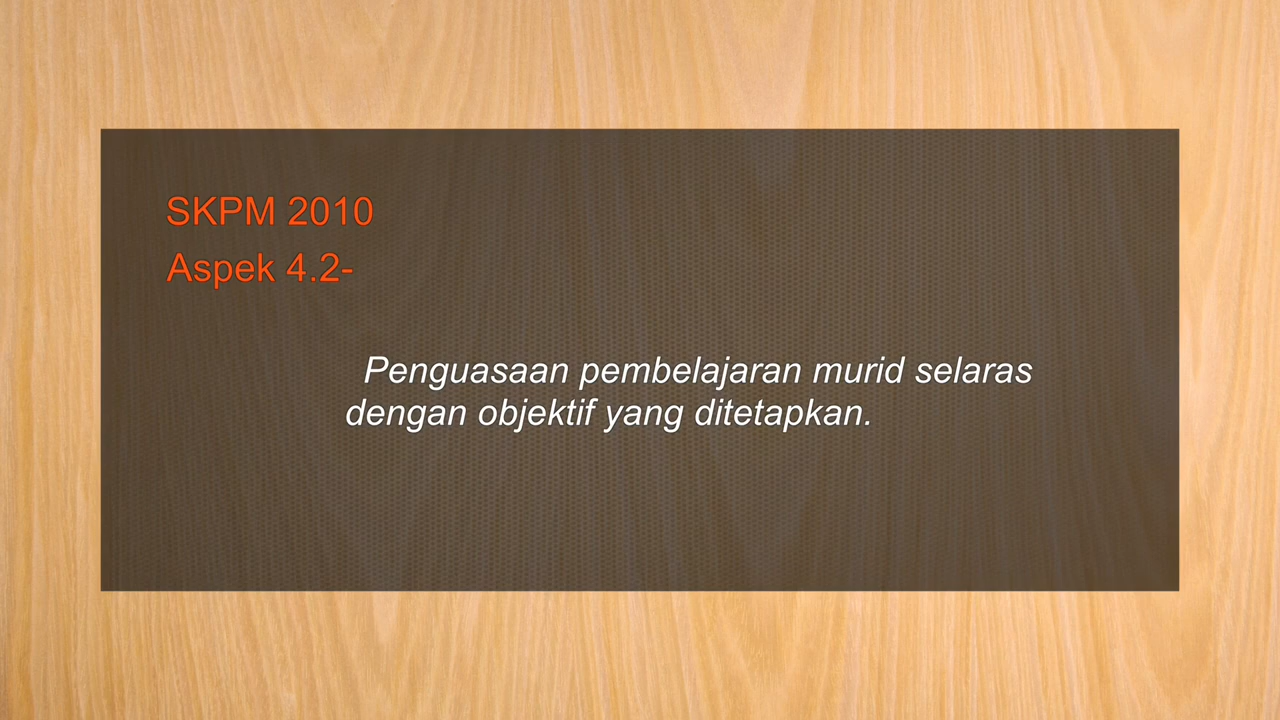 SKPM 2010
Aspek 4.2-
Penguasaan pembelajaran murid selaras
dengan objektif yang ditetapkan.